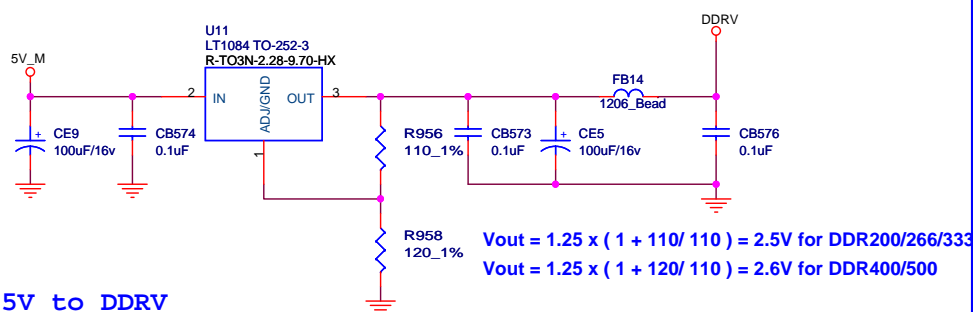 DDRV
U11
LT1084 TO-252-3
R-TO3N-2.28-9.70-HX
5V_M
FB14
2 IN ADJ/GND OUT 3
1206_Bead
CE9
100uF/16v
CB574
0.1uF
1
R956
110_1%
CB573
0.1uF
CE5
100uF/16v
CB576
0.1uF
R958
120_1%
Vout = 1.25 x ( 1 + 110/ 110 ) = 2.5V for DDR200/266/333
Vout = 1.25 x ( 1 + 120/ 110 ) = 2.6V for DDR400/500
5V to DDRV